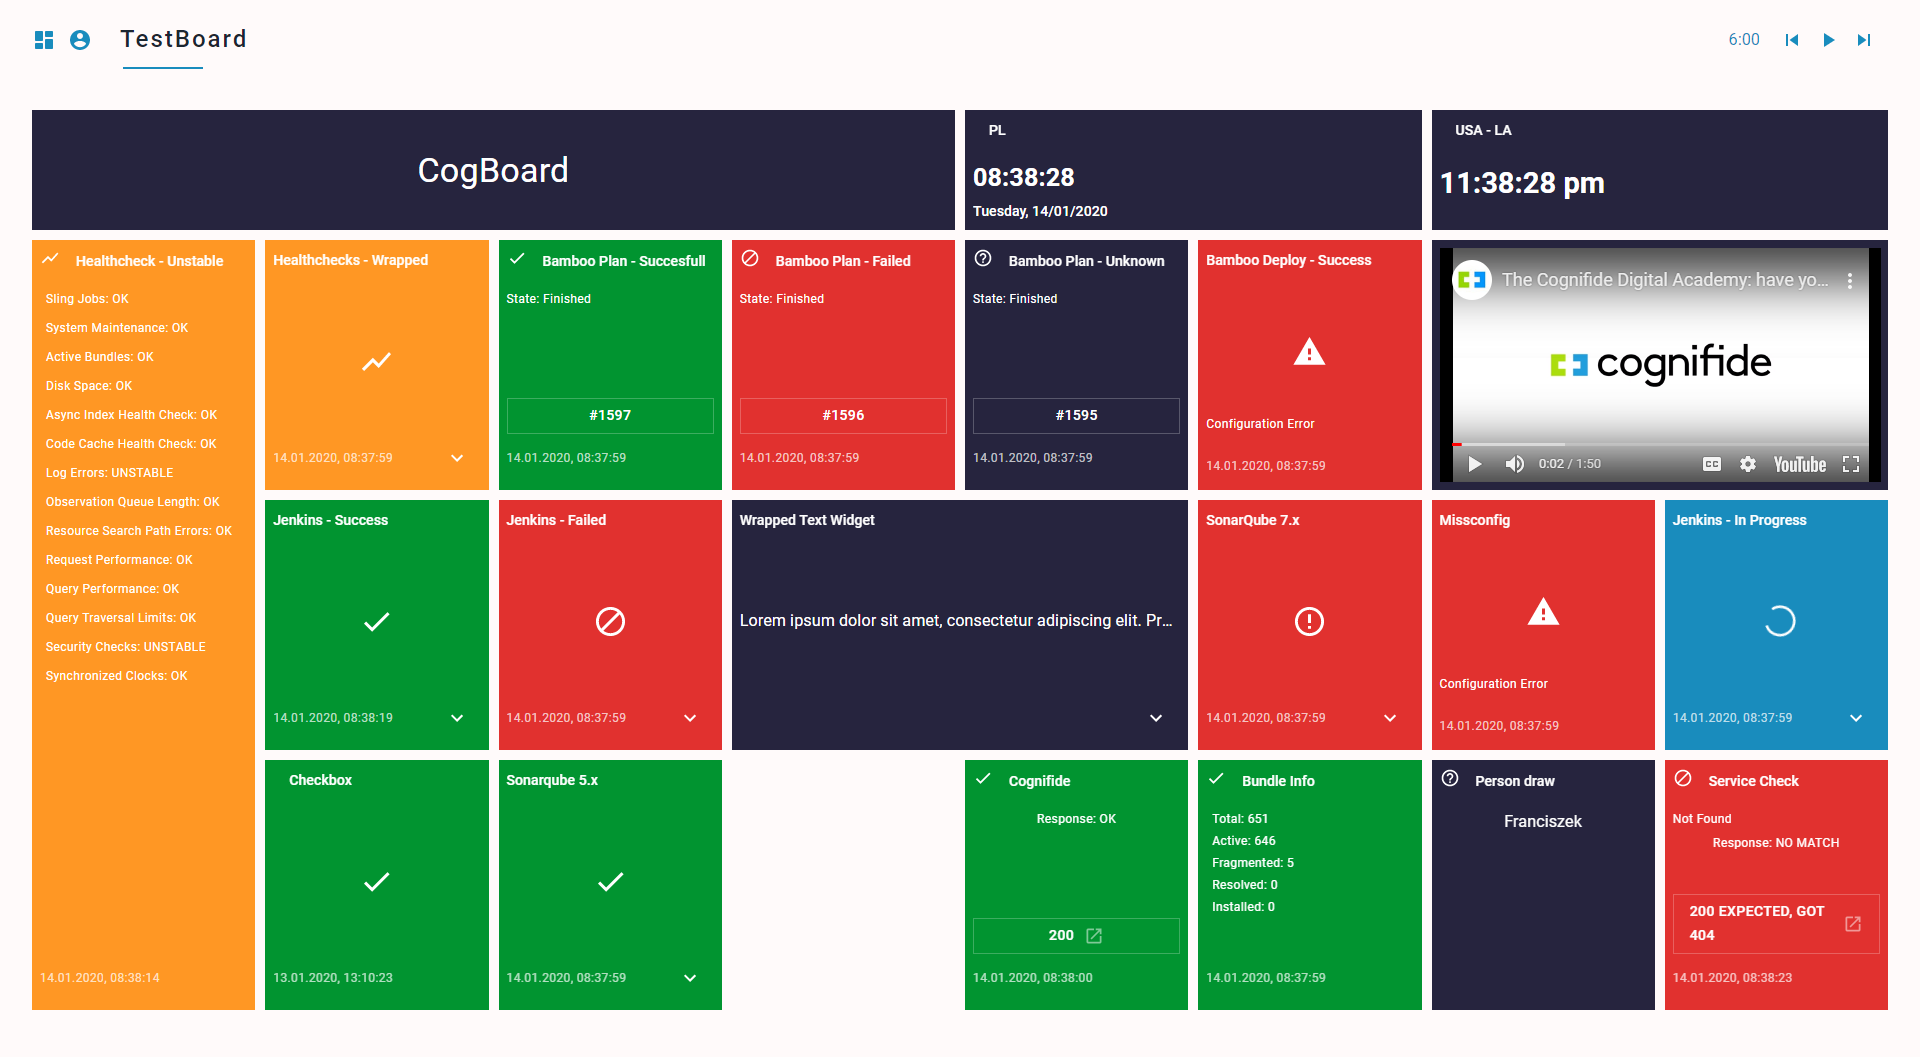 TestBoard
6:00
CogBoard
PL
08:38:28
Tuesday, 14/01/2020
USA - LA
11:38:28 pm
Healthcheck - Unstable
Sling Jobs: OK
System Maintenance: OK
Active Bundles: OK
Disk Space: OK
Async Index Health Check: OK
Code Cache Health Check: OK
Log Errors: UNSTABLE
Observation Queue Length: OK
Resource Search Path Errors: OK
Request Performance: OK
Query Performance: OK
Query Traversal Limits: OK
Security Checks: UNSTABLE
Synchronized Clocks: OK
14.01.2020, 08:38:14
Healthchecks - Wrapped
14.01.2020, 08:37:59
Bamboo Plan - Succesfull
State: Finished
#1597
14.01.2020, 08:37:59
Bamboo Plan - Failed
State: Finished
#1596
14.01.2020, 08:37:59
Bamboo Plan - Unknown
State: Finished
#1595
14.01.2020, 08:37:59
Bamboo Deploy - Success
Configuration Error
14.01.2020, 08:37:59
The Cognifide Digital Academy: have yo...
cognifide
0:02 / 1:50
CC
YouTube
Jenkins - Success
14.01.2020, 08:38:19
Jenkins - Failed
14.01.2020, 08:37:59
Wrapped Text Widget
Lorem ipsum dolor sit amet, consectetur adipiscing elit. Pr...
SonarQube 7.x
14.01.2020, 08:37:59
Missconfig
Configuration Error
14.01.2020, 08:37:59
Jenkins - In Progress
14.01.2020, 08:37:59
Checkbox
13.01.2020, 13:10:23
Sonarqube 5.x
14.01.2020, 08:37:59
Cognifide
Response: OK
200
14.01.2020, 08:38:00
Bundle Info
Total: 651
Active: 646
Fragmented: 5
Resolved: 0
Installed: 0
14.01.2020, 08:37:59
Person draw
Franciszek
Service Check
Not Found
Response: NO MATCH
200 EXPECTED, GOT
404
14.01.2020, 08:38:23